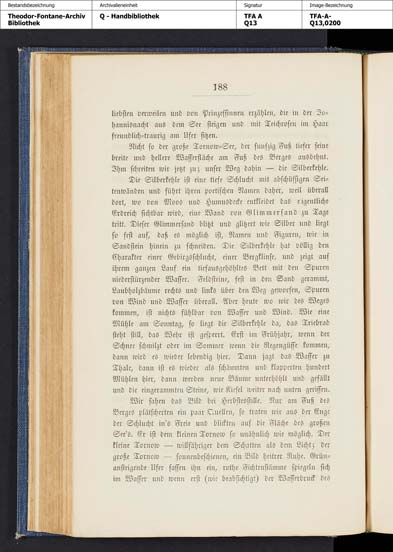 Bestandsbezeichnung
Archivalieneinheit
Signatur
Image-Bezeichnung
Theodor-Fontane-Archiv
Bibliothek
Q - Handbibliothek
TFA A
Q13
TFA-A-
Q13,0200
188
liebsten verweilen und von Prinzessinnen erzählen, die in der Jo-
hannisnacht aus dem See steigen und mit Teichrosen im Haar
freundlich-traurig am Ufer sitzen.
Nicht so der große Tornow-See, der funfzig Fuß tiefer seine
breite und hellere Wasserfläche am Fuß des Berges ausdehnt.
Ihm schreiten wir jetzt zu; unser Weg dahin — die Silberkehle.
Die Silberkehle ist eine tiefe Schlucht mit abschüssigen Sei-
tenwänden und führt ihren poetischen Namen daher, weil überall
dort, wo von Moos und Humusdecke entkleidet das eigentliche
Erdreich sichtbar wird, eine Wand von Glimmersand zu Tage
tritt. Dieser Glimmersand blitzt und glitzert wie Silber und liegt
so fest auf, daß es möglich ist, Namen und Figuren, wie in
Sandstein hinein zu schneiden. Die Silberkehle hat völlig den
Charakter einer Gebirgsschlucht, einer Bergklinse, und zeigt auf
ihrem ganzen Lauf ein tiefausgehöhltes Bett mit den Spuren
niederstürzender Wasser. Feldsteine, fest in den Sand gerammt,
Laubholzbäume rechts und links über den Weg geworfen, Spuren
von Wind und Wasser überall. Aber heute wo wir des Weges
kommen, ist nichts fühlbar von Wasser und Wind. Wie eine
Mühle am Sonntag, so liegt die Silberkehle da, das Triebrad
steht still, das Wehr ist gesperrt. Erst im Frühjahr, wenn der
Schnee schmilzt oder im Sommer wenn die Regengüsse kommen,
dann wird es wieder lebendig hier. Dann jagt das Wasser zu
Thale, dann ist es wieder als schäumten und klapperten hundert
Mühlen hier, dann werden neue Bäume unterhöhlt und gefällt
und die eingerammten Steine, wie Kiesel weiter nach unten gerissen.
Wir sahen das Bild bei Herbstesstille. Nur am Fuß des
Berges plätscherten ein paar Quellen, so traten wir aus der Enge
der Schlucht in's Freie und blickten auf die Fläche des großen
See's. Er ist dem kleinen Tornow so unähnlich wie möglich. Der
kleine Tornow — willfähriger dem Schatten als dem Licht; der
große Tornow — sonnenbeschienen, ein Bild heitrer Ruhe. Grün-
ansteigende Ufer fassen ihn ein, rothe Fichtenstämme spiegeln sich
im Wasser und wenn erst (wie beabsichtigt) der Wasserdruck des